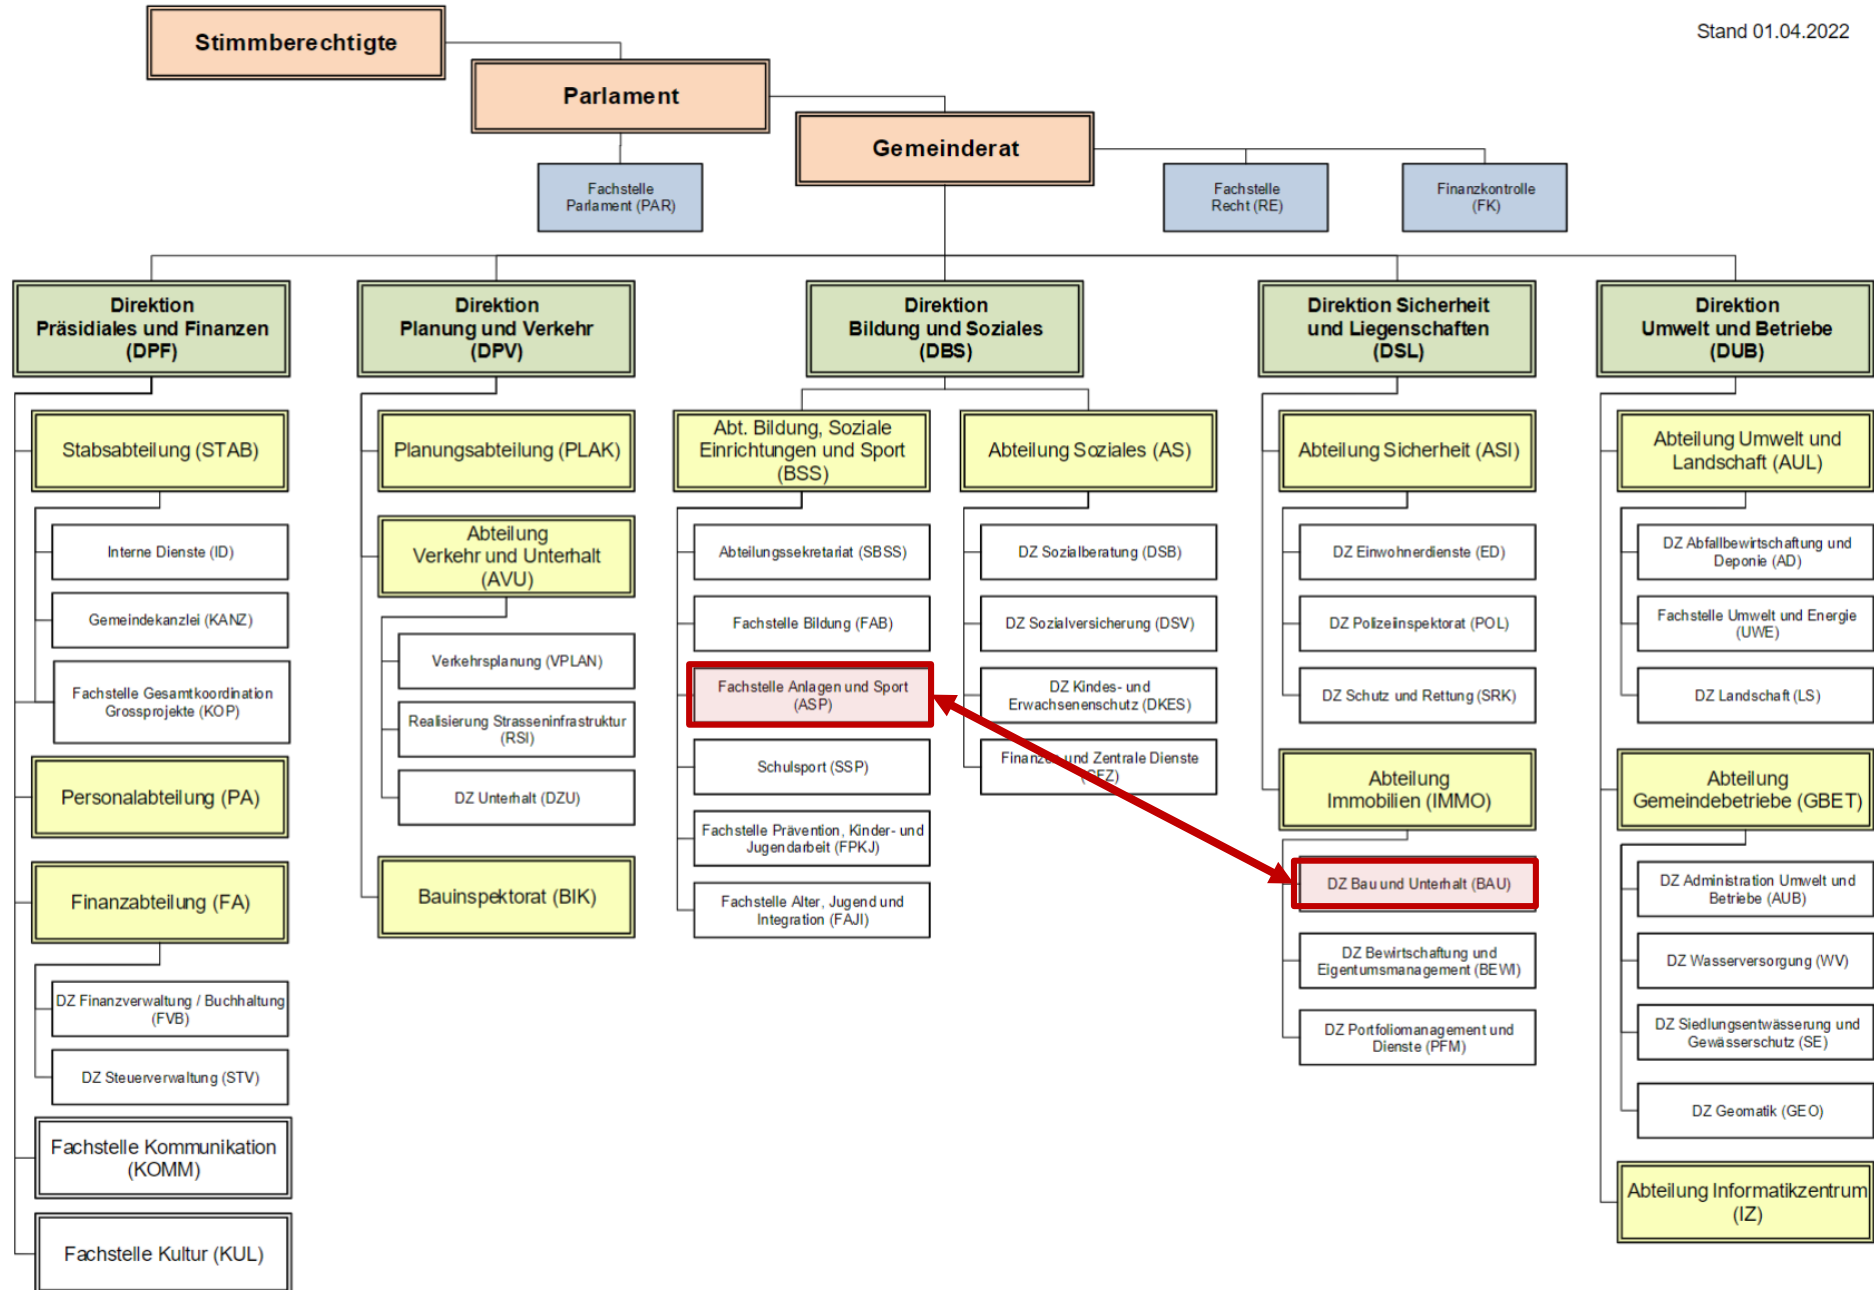 Stand 01.04.2022
Stimmberechtigte
Parlament
Gemeinderat
Fachstelle
Parlament (PAR)
Fachstelle
Recht (RE)
Finanzkontrolle
(FK)
Direktion
Präsidiales und Finanzen
(DPF)
Stabsabteilung (STAB)
Interne Dienste (ID)
Gemeindekanzlei (KANZ)
Fachstelle Gesamtkoordination
Grossprojekte (KOP)
Personalabteilung (PA)
Finanzabteilung (FA)
DZ Finanzverwaltung / Buchhaltung
(FVB)
DZ Steuerverwaltung (STV)
Fachstelle Kommunikation
(KOMM)
Fachstelle Kultur (KUL)
Direktion
Planung und Verkehr
(DPV)
Planungsabteilung (PLAK)
Abteilung
Verkehr und Unterhalt
(AVU)
Verkehrsplanung (VPLAN)
Realisierung Strasseninfrastruktur
(RSI)
DZ Unterhalt (DZU)
Bauinspektorat (BIK)
Direktion
Bildung und Soziales
(DBS)
Abt. Bildung, Soziale
Einrichtungen und Sport
(BSS)
Abteilungssekretariat (SBSS)
Fachstelle Bildung (FAB)
Fachstelle Anlagen und Sport
(ASP)
Schulsport (SSP)
Fachstelle Prävention, Kinder- und
Jugendarbeit (FPKJ)
Fachstelle Alter, Jugend und
Integration (FAJI)
Abteilung Soziales (AS)
DZ Sozialberatung (DSB)
DZ Sozialversicherung (DSV)
DZ Kindes- und
Erwachsenenschutz (DKES)
Finanzen und Zentrale Dienste
Direktion Sicherheit
und Liegenschaften
(DSL)
Abteilung Sicherheit (ASI)
DZ Einwohnerdienste (ED)
DZ Polizeiinspektorat (POL)
DZ Schutz und Rettung (SRK)
Abteilung
Immobilien (IMMO)
DZ Bau und Unterhalt (BAU)
DZ Bewirtschaftung und
Eigentumsmanagement (BEWI)
DZ Portfoliomanagement und
Dienste (PFM)
Direktion
Umwelt und Betriebe
(DUB)
Abteilung Umwelt und
Landschaft (AUL)
DZ Abfallbewirtschaftung und
Deponie (AD)
Fachstelle Umwelt und Energie
(UWE)
DZ Landschaft (LS)
Abteilung
Gemeindebetriebe (GBET)
DZ Administration Umwelt und
Betriebe (AUB)
DZ Wasserversorgung (WV)
DZ Siedlungsentwässerung und
Gewässerschutz (SE)
DZ Geomatik (GEO)
Abteilung Informatikzentrum
(IZ)